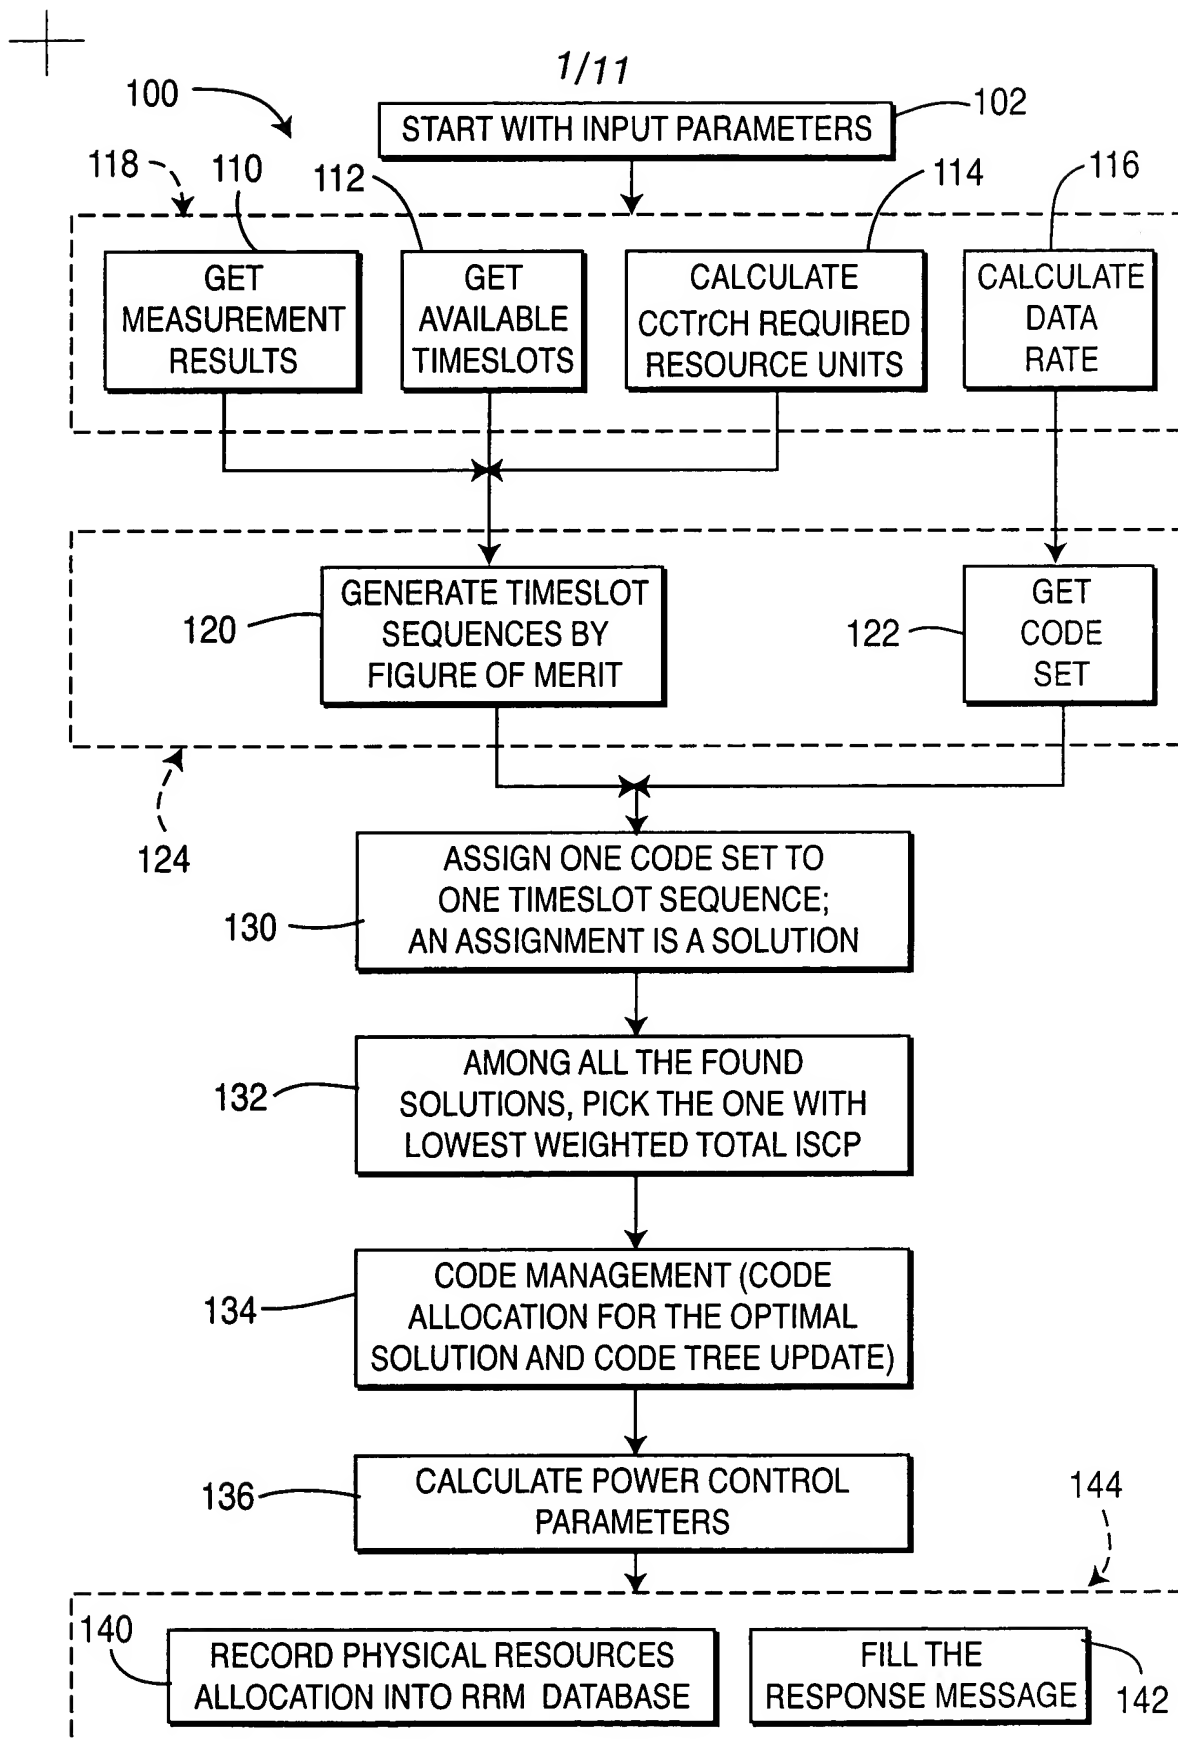 1/11
100
START WITH INPUT PARAMETERS
102
118
110
112
114
116
GET
MEASUREMENT
RESULTS
GET
AVAILABLE
TIMESLOTS
CALCULATE
CCTrCH REQUIRED
RESOURCE UNITS
CALCULATE
DATA
RATE
120
GENERATE TIMESLOT
SEQUENCES BY
FIGURE OF MERIT
122
GET
CODE
SET
124
130
ASSIGN ONE CODE SET TO
ONE TIMESLOT SEQUENCE;
AN ASSIGNMENT IS A SOLUTION
132
AMONG ALL THE FOUND
SOLUTIONS, PICK THE ONE WITH
LOWEST WEIGHTED TOTAL ISCP
134
CODE MANAGEMENT (CODE
ALLOCATION FOR THE OPTIMAL
SOLUTION AND CODE TREE UPDATE)
136
CALCULATE POWER CONTROL
PARAMETERS
144
140
RECORD PHYSICAL RESOURCES
ALLOCATION INTO RRM DATABASE
FILL THE
RESPONSE MESSAGE
142